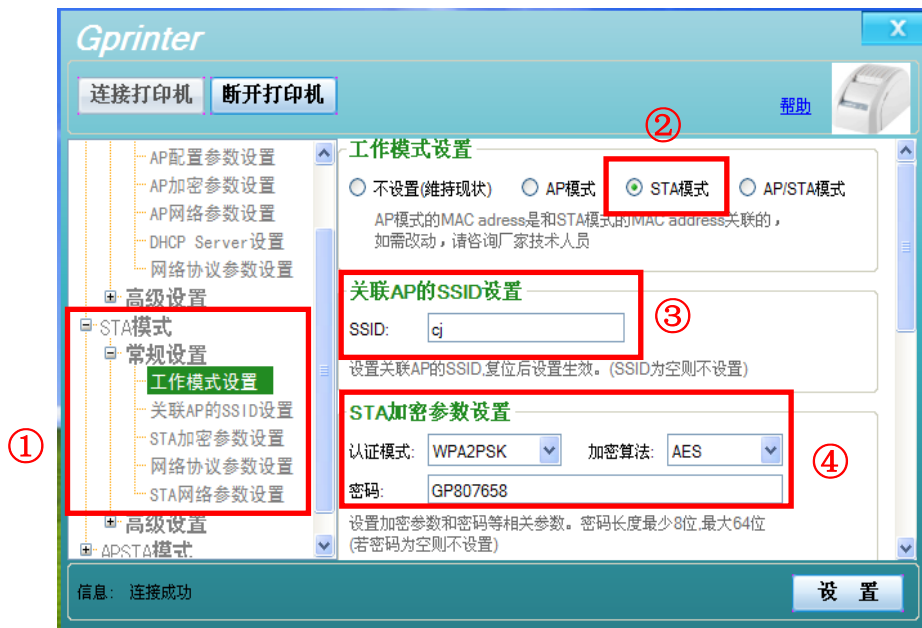 Gprinter
X
连接打印机 断开打印机
帮助
②
AP配置参数设置
AP加密参数设置
AP网络参数设置
DHCP Server设置
网络协议参数设置
高级设置
STA模式
常规设置
工作模式设置
关联AP的SSID设置
STA加密参数设置
网络协议参数设置
STA网络参数设置
高级设置
APSTA模式
①
工作模式设置
不设置(维持现状) AP模式 STA模式 AP/STA模式
AP模式的MAC adress是和STA模式的MAC address关联的，
如需改动，请咨询厂家技术人员
关联AP的SSID设置
SSID: cj
③
设置关联AP的SSID,复位后设置生效。(SSID为空则不设置)
STA加密参数设置
认证模式: WPA2PSK 加密算法: AES
④
密码: GP807658
设置加密参数和密码等相关参数。密码长度最少8位,最大64位
(若密码为空则不设置)
信息: 连接成功
设 置